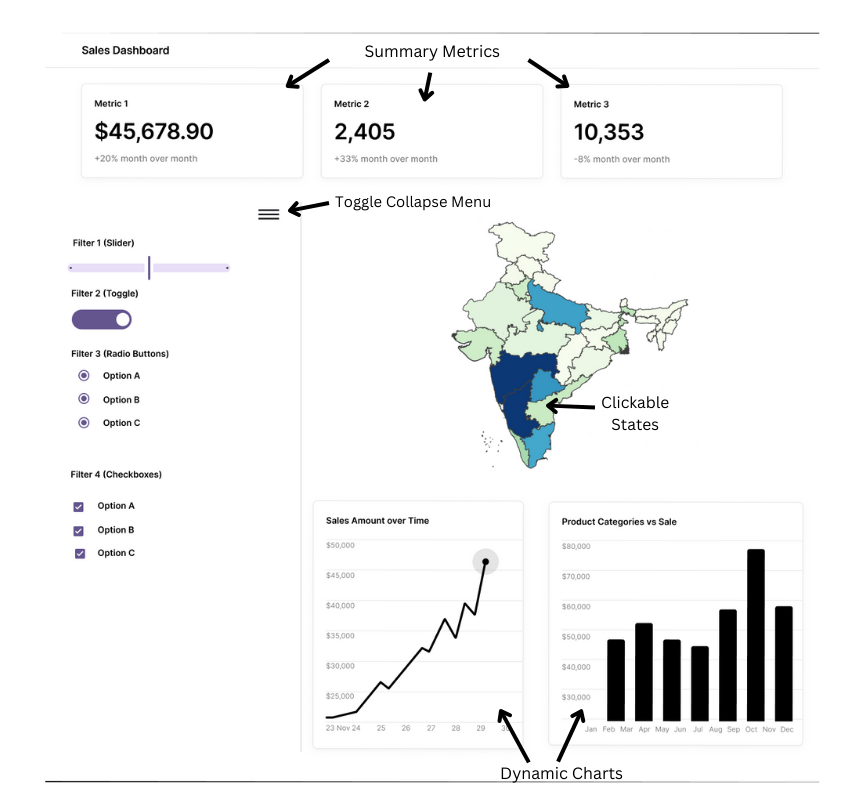 Sales Dashboard
Summary Metrics
Metric 1
$45,678.90
+20% month over month
Metric 2
2,405
+33% month over month
Metric 3
10,353
-8% month over month
Toggle Collapse Menu
Filter 1 (Slider)
Filter 2 (Toggle)
Filter 3 (Radio Buttons)
Option A
Option B
Option C
Filter 4 (Checkboxes)
Option A
Option B
Option C
Clickable
States
Sales Amount over Time
$50,000
$45,000
$40,000
$35,000
$30,000
$25,000
23 Nov 24 25 26 27 28 29
Product Categories vs Sale
$80,000
$70,000
$60,000
$50,000
$40,000
$30,000
Jan Feb Mar Apr May Jun Jul Aug Sep Oct Nov Dec
Dynamic Charts